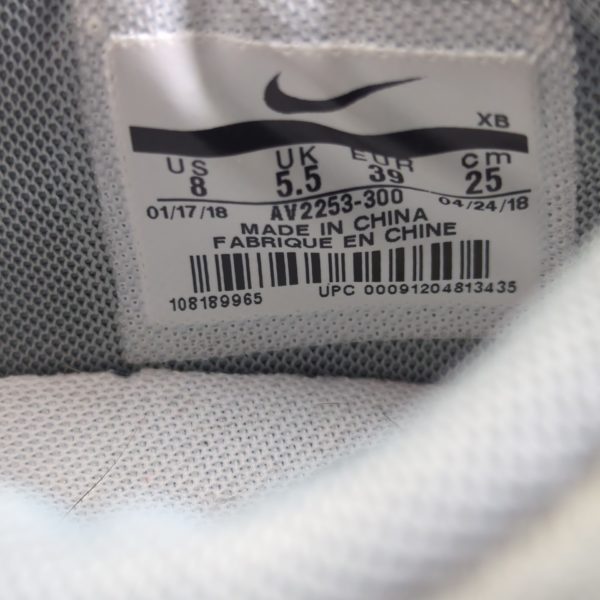 XB
US UK EUR cm
8 5.5 39 25
01/17/18 AV2253-300 04/24/18
MADE IN CHINA
FABRIQUE EN CHINE
108189965 UPC 00091204813435